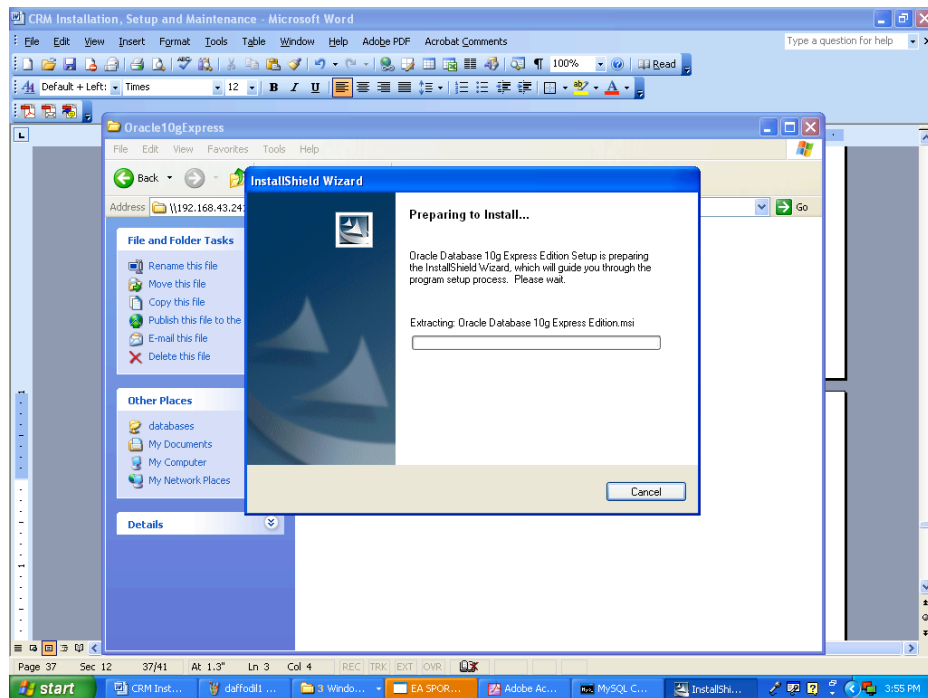 CRM Installation, Setup and Maintenance - Microsoft Word
File Edit View Insert Format Tools Table Window Help Adobe PDF Acrobat Comments
Type a question for help
100%
Read
Default + Left:
Times
12
B I U
Oracle10gExpress
File Edit View Favorites Tools Help
Back
Address \\192.168.43.24
Go
File and Folder Tasks
Rename this file
Move this file
Copy this file
Publish this file to the
E-mail this file
Delete this file
Other Places
databases
My Documents
My Computer
My Network Places
Details
InstallShield Wizard
Preparing to Install...
Oracle Database 10g Express Edition Setup is preparing
the InstallShield Wizard, which will guide you through the
program setup process. Please wait.
Extracting: Oracle Database 10g Express Edition.msi
Cancel
Page 37 Sec 12 37/41 At 1.3" Ln 3 Col 4 REC TRK EXT OVR
start
CRM Inst...
daffodil1 ...
3 Windo...
EA SPOR...
Adobe Ac...
MySQL C...
InstallShi...
3:55 PM